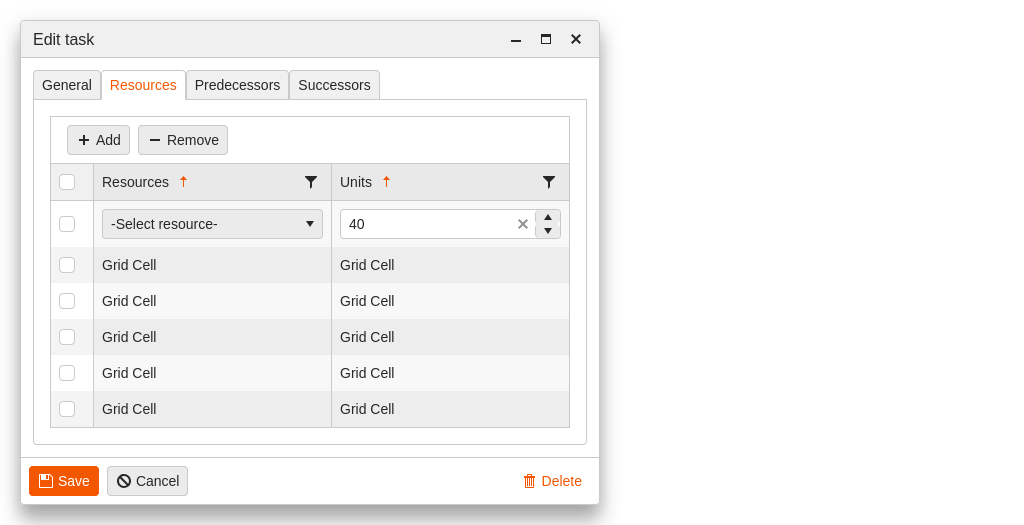 Edit task
General Resources Predecessors Successors
Add Remove
Resources Units
-Select resource- 40
Grid Cell Grid Cell
Grid Cell Grid Cell
Grid Cell Grid Cell
Grid Cell Grid Cell
Grid Cell Grid Cell
Save Cancel Delete